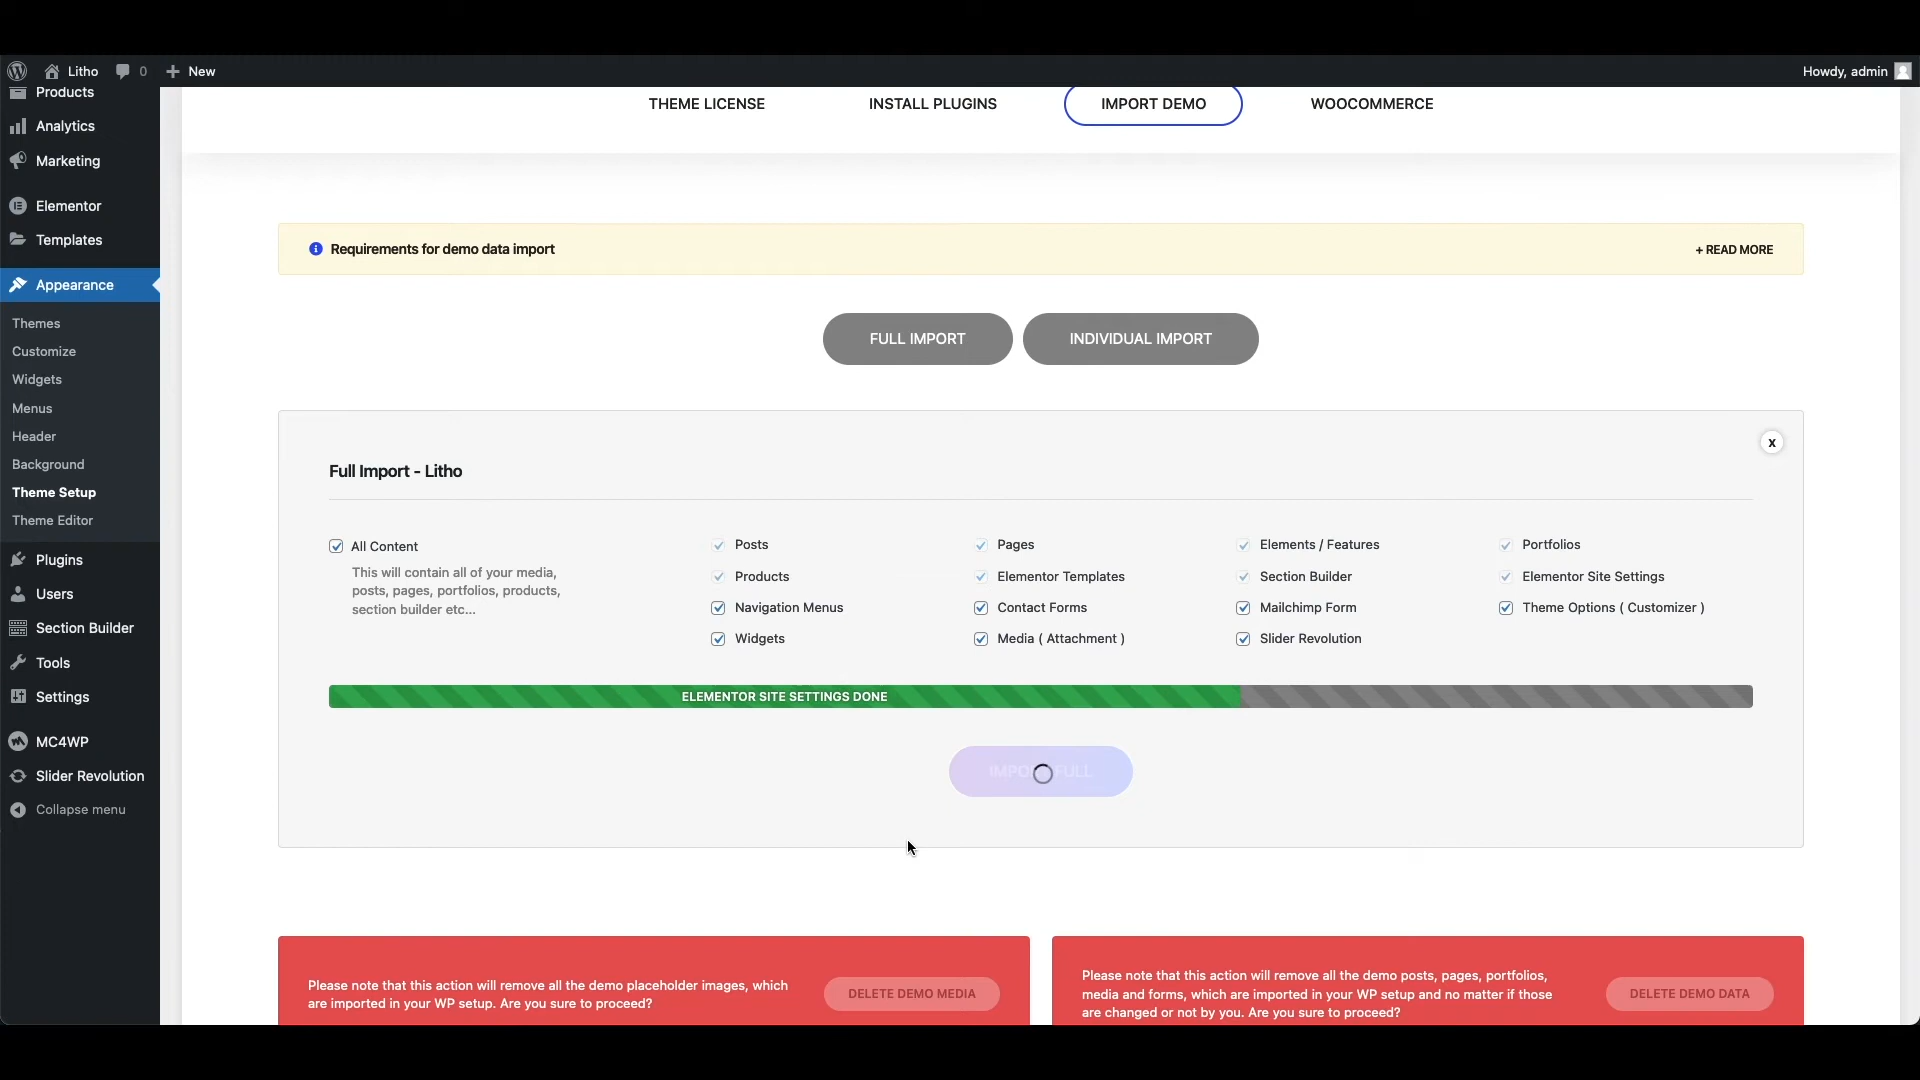 Litho
0
New
Howdy, admin
Products
Analytics
Marketing
Elementor
Templates
Appearance
Themes
Customize
Widgets
Menus
Header
Background
Theme Setup
Theme Editor
Plugins
Users
Section Builder
Tools
Settings
MC4WP
Slider Revolution
Collapse menu
THEME LICENSE
INSTALL PLUGINS
IMPORT DEMO
WOOCOMMERCE
Requirements for demo data import
+ READ MORE
FULL IMPORT
INDIVIDUAL IMPORT
x
Full Import - Litho
All Content
This will contain all of your media,
posts, pages, portfolios, products,
section builder etc...
Posts
Pages
Elements / Features
Portfolios
Products
Elementor Templates
Section Builder
Elementor Site Settings
Navigation Menus
Contact Forms
Mailchimp Form
Theme Options ( Customizer )
Widgets
Media ( Attachment )
Slider Revolution
ELEMENTOR SITE SETTINGS DONE
IMPORT FULL
Please note that this action will remove all the demo placeholder images, which
are imported in your WP setup. Are you sure to proceed?
DELETE DEMO MEDIA
Please note that this action will remove all the demo posts, pages, portfolios,
media and forms, which are imported in your WP setup and no matter if those
are changed or not by you. Are you sure to proceed?
DELETE DEMO DATA